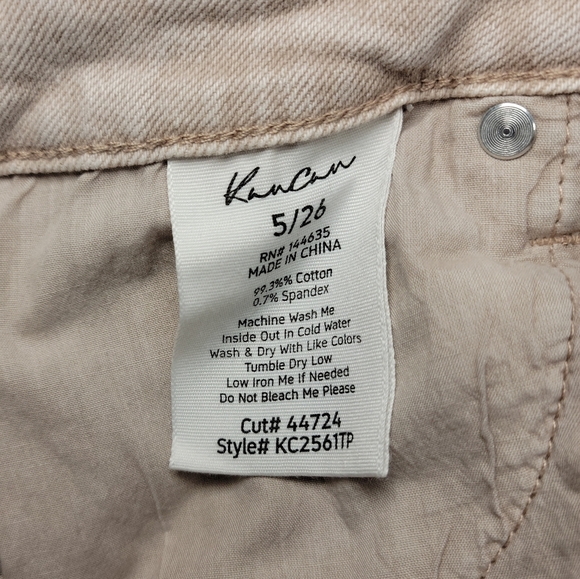 KanCan
5/26
RN# 144635
MADE IN CHINA
99.3%% Cotton
0.7% Spandex
Machine Wash Me
Inside Out In Cold Water
Wash & Dry With Like Colors
Tumble Dry Low
Low Iron Me If Needed
Do Not Bleach Me Please
Cut# 44724
Style# KC2561TP